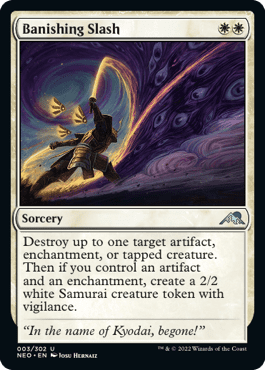 Banishing Slash
Sorcery
Destroy up to one target artifact,
enchantment, or tapped creature.
Then if you control an artifact
and an enchantment, create a 2/2
white Samurai creature token with
vigilance.
“In the name of Kyodai, begone!”
003/302 U
NEO • EN Iosu Hernaiz
™ & © 2022 Wizards of the Coast